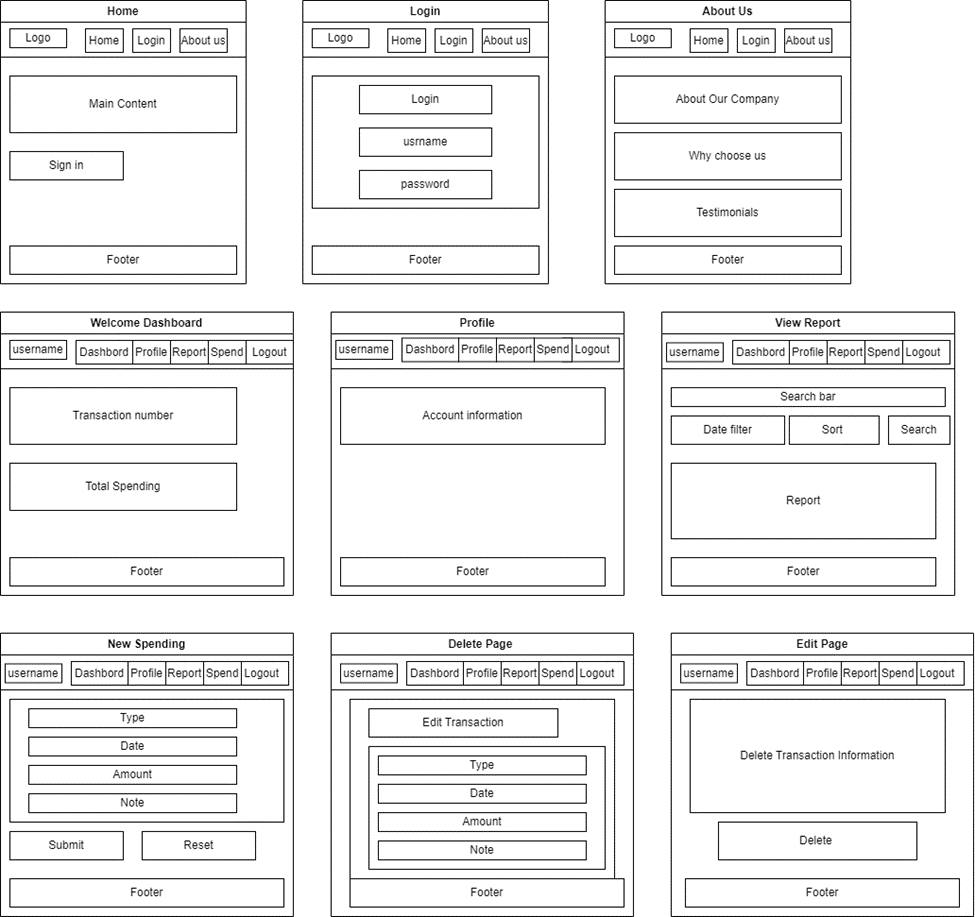 Home
Logo Home Login About us
Main Content
Sign in
Footer
Login
Logo Home Login About us
Login
usrname
password
Footer
About Us
Logo Home Login About us
About Our Company
Why choose us
Testimonials
Footer
Welcome Dashboard
username Dashbord Profile Report Spend Logout
Transaction number
Total Spending
Footer
Profile
username Dashbord Profile Report Spend Logout
Account information
Footer
View Report
username Dashbord Profile Report Spend Logout
Search bar
Date filter Sort Search
Report
Footer
New Spending
username Dashbord Profile Report Spend Logout
Type
Date
Amount
Note
Submit Reset
Footer
Delete Page
username Dashbord Profile Report Spend Logout
Edit Transaction
Type
Date
Amount
Note
Footer
Edit Page
username Dashbord Profile Report Spend Logout
Delete Transaction Information
Delete
Footer